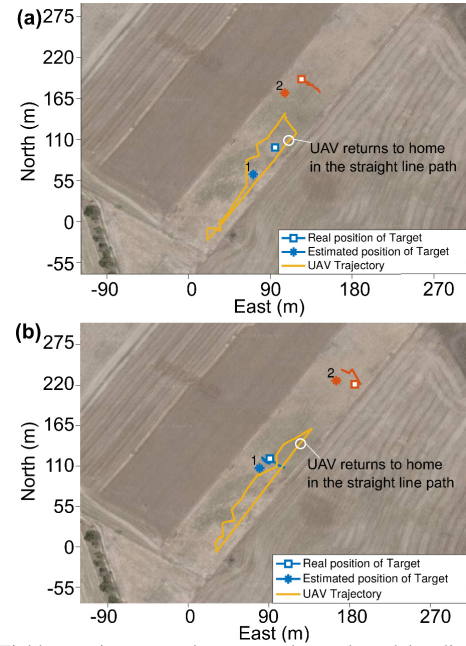 (a)
275
220
165
110
55
0
-55
North (m)
2
1
UAV returns to home
in the straight line path
Real position of Target
Estimated position of Target
UAV Trajectory
-90
0
90
180
270
East (m)
(b)
275
220
165
110
55
0
-55
North (m)
2
1
UAV returns to home
in the straight line path
Real position of Target
Estimated position of Target
UAV Trajectory
-90
0
90
180
270
East (m)